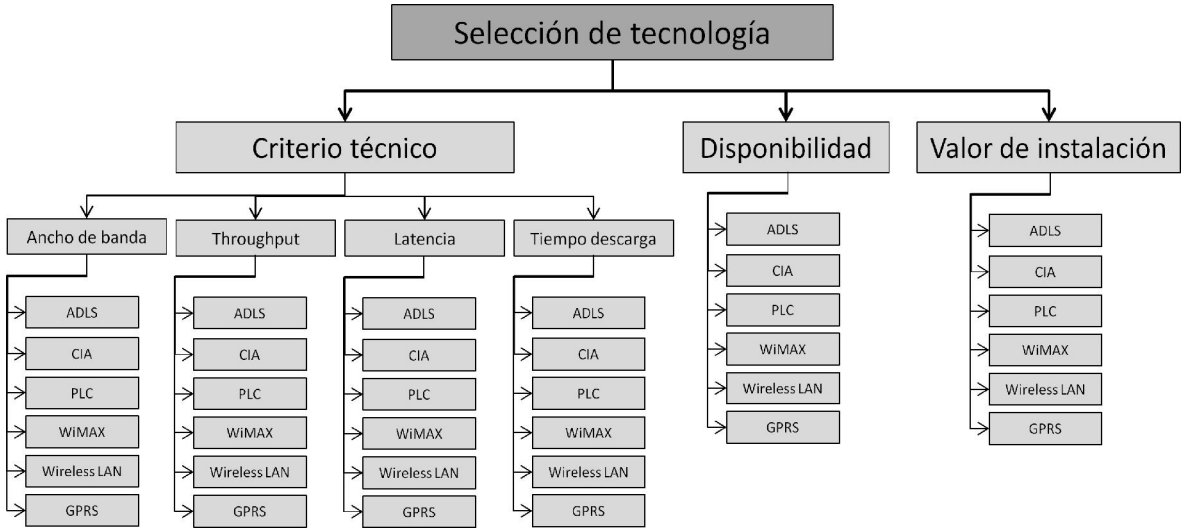 Selección de tecnología
Criterio técnico
Disponibilidad
Valor de instalación
Ancho de banda
Throughput
Latencia
Tiempo descarga
ADLS
CIA
PLC
WiMAX
Wireless LAN
GPRS
ADLS
CIA
PLC
WiMAX
Wireless LAN
GPRS
ADLS
CIA
PLC
WiMAX
Wireless LAN
GPRS
ADLS
CIA
PLC
WiMAX
Wireless LAN
GPRS
ADLS
CIA
PLC
WiMAX
Wireless LAN
GPRS
ADLS
CIA
PLC
WiMAX
Wireless LAN
GPRS